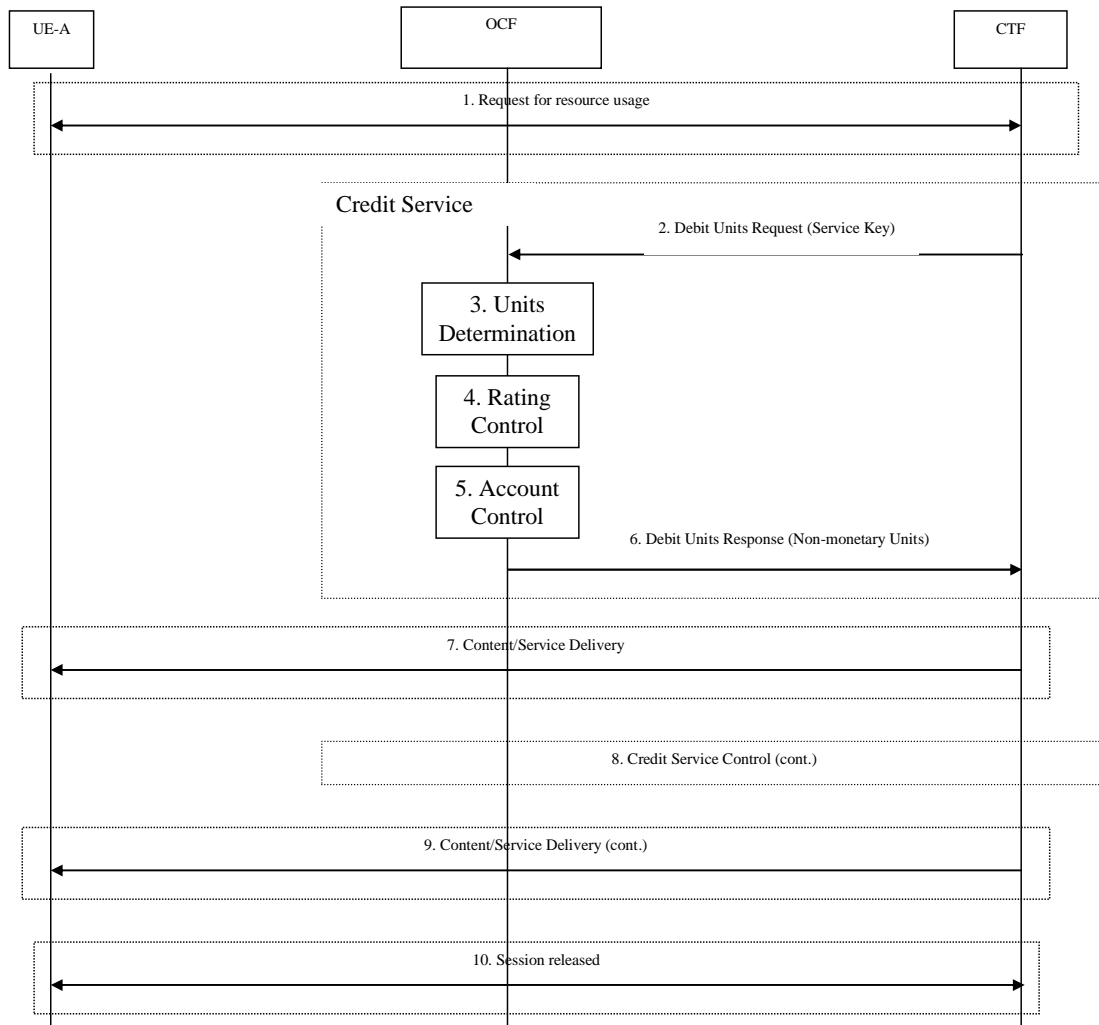 UE-A
OCF
CTF
1. Request for resource usage
Credit Service
2. Debit Units Request (Service Key)
3. Units
Determination
4. Rating
Control
5. Account
Control
6. Debit Units Response (Non-monetary Units)
7. Content/Service Delivery
8. Credit Service Control (cont.)
9. Content/Service Delivery (cont.)
10. Session released